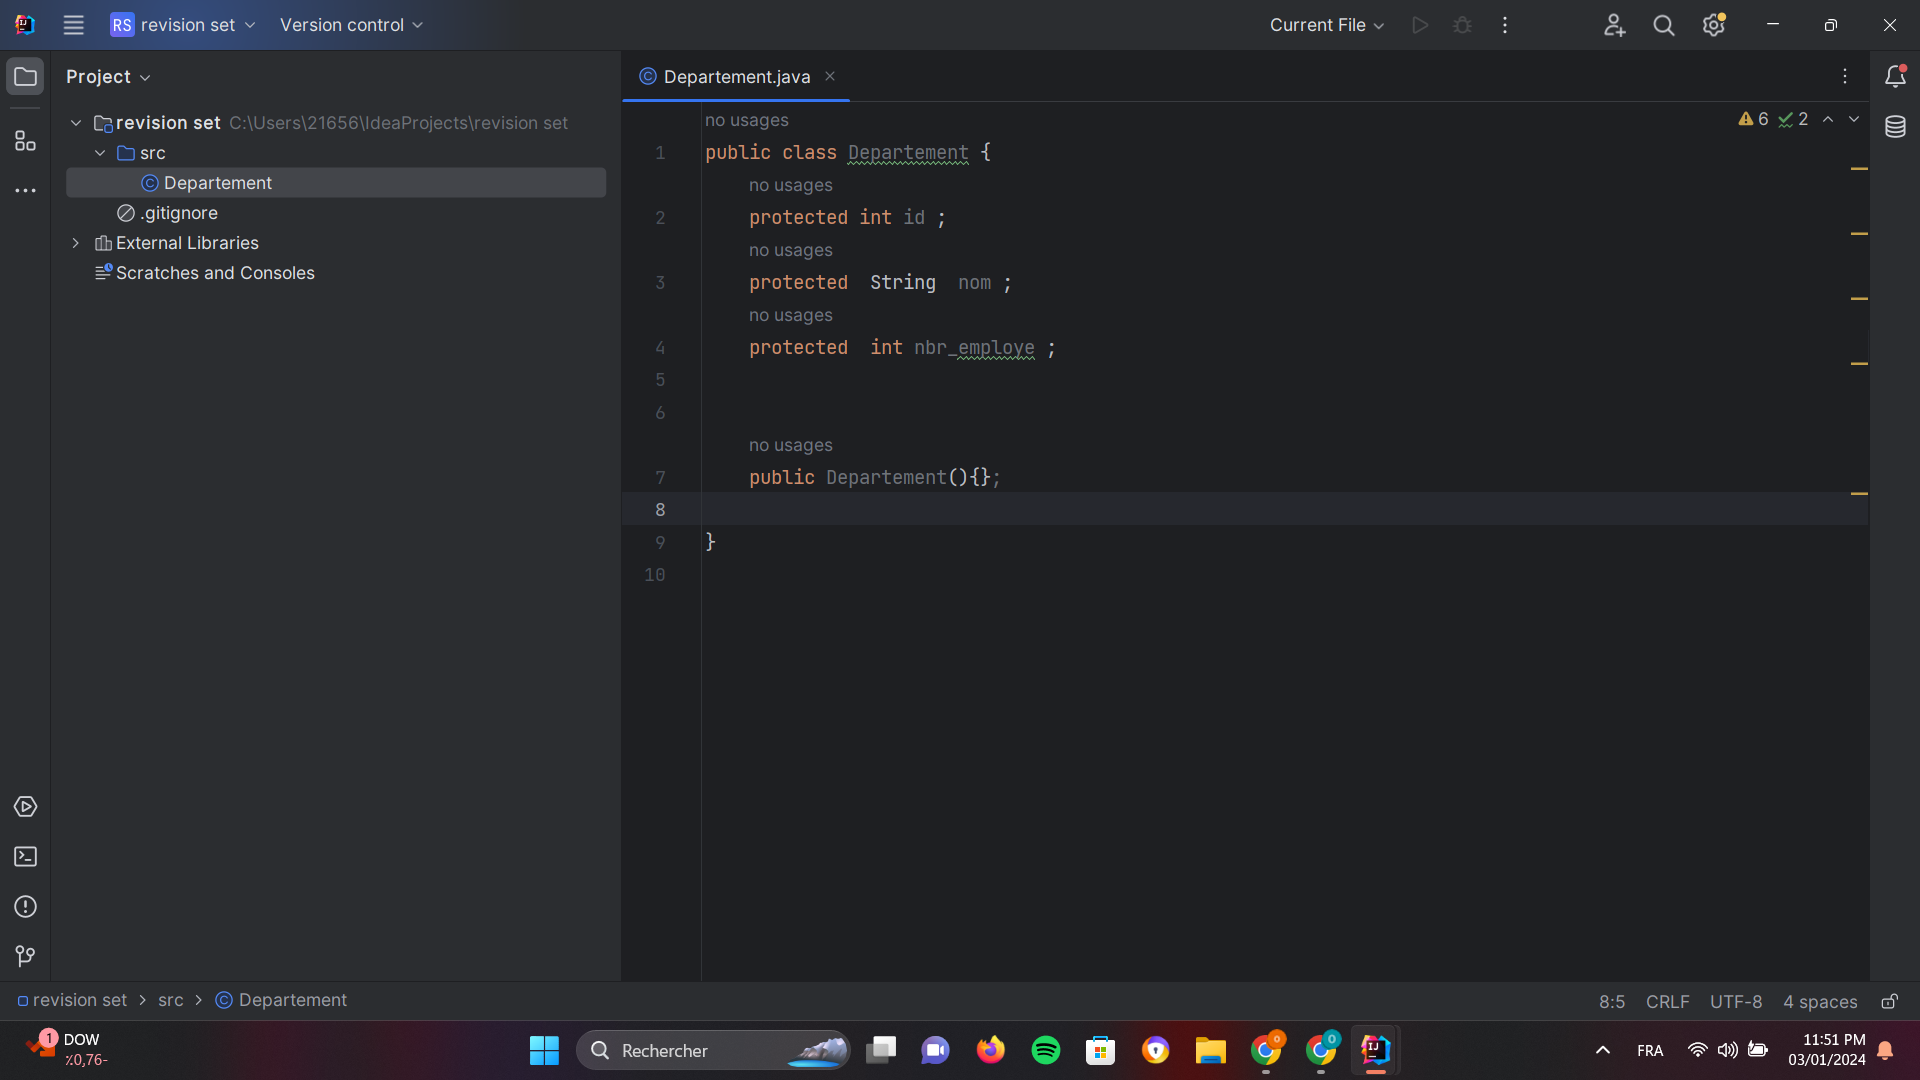 RS revision set
Version control
Current File
Project
Departement.java
revision set C:\Users\21656\IdeaProjects\revision set
src
Departement
.gitignore
External Libraries
Scratches and Consoles
no usages
6 2
1 public class Departement {
no usages
2 protected int id ;
no usages
3 protected  String  nom ;
no usages
4 protected  int nbr_employe ;
5
6
no usages
7 public Departement(){};
8
9 }
10
revision set > src > Departement
8:5 CRLF UTF-8 4 spaces
1 DOW
٪0,76-
Rechercher
0
0
FRA
11:51 PM
03/01/2024